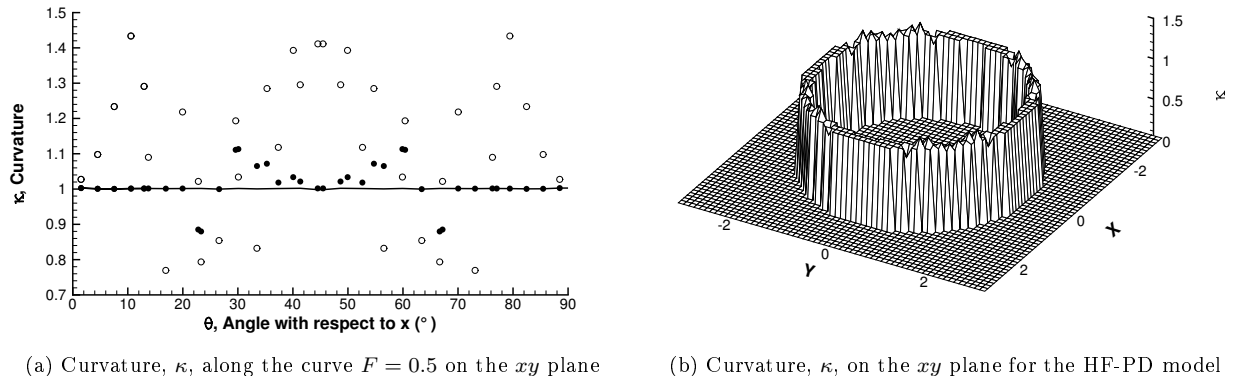 1.5
1.4
1.3
1.2
1.1
1
0.9
0.8
0.7
κ, Curvature
0 10 20 30 40 50 60 70 80 90
θ, Angle with respect to x (°)
(a) Curvature, κ, along the curve F = 0.5 on the xy plane
1.5
1
0.5
0
κ
-2
0
2
X
-2
0
2
Y
(b) Curvature, κ, on the xy plane for the HF-PD model